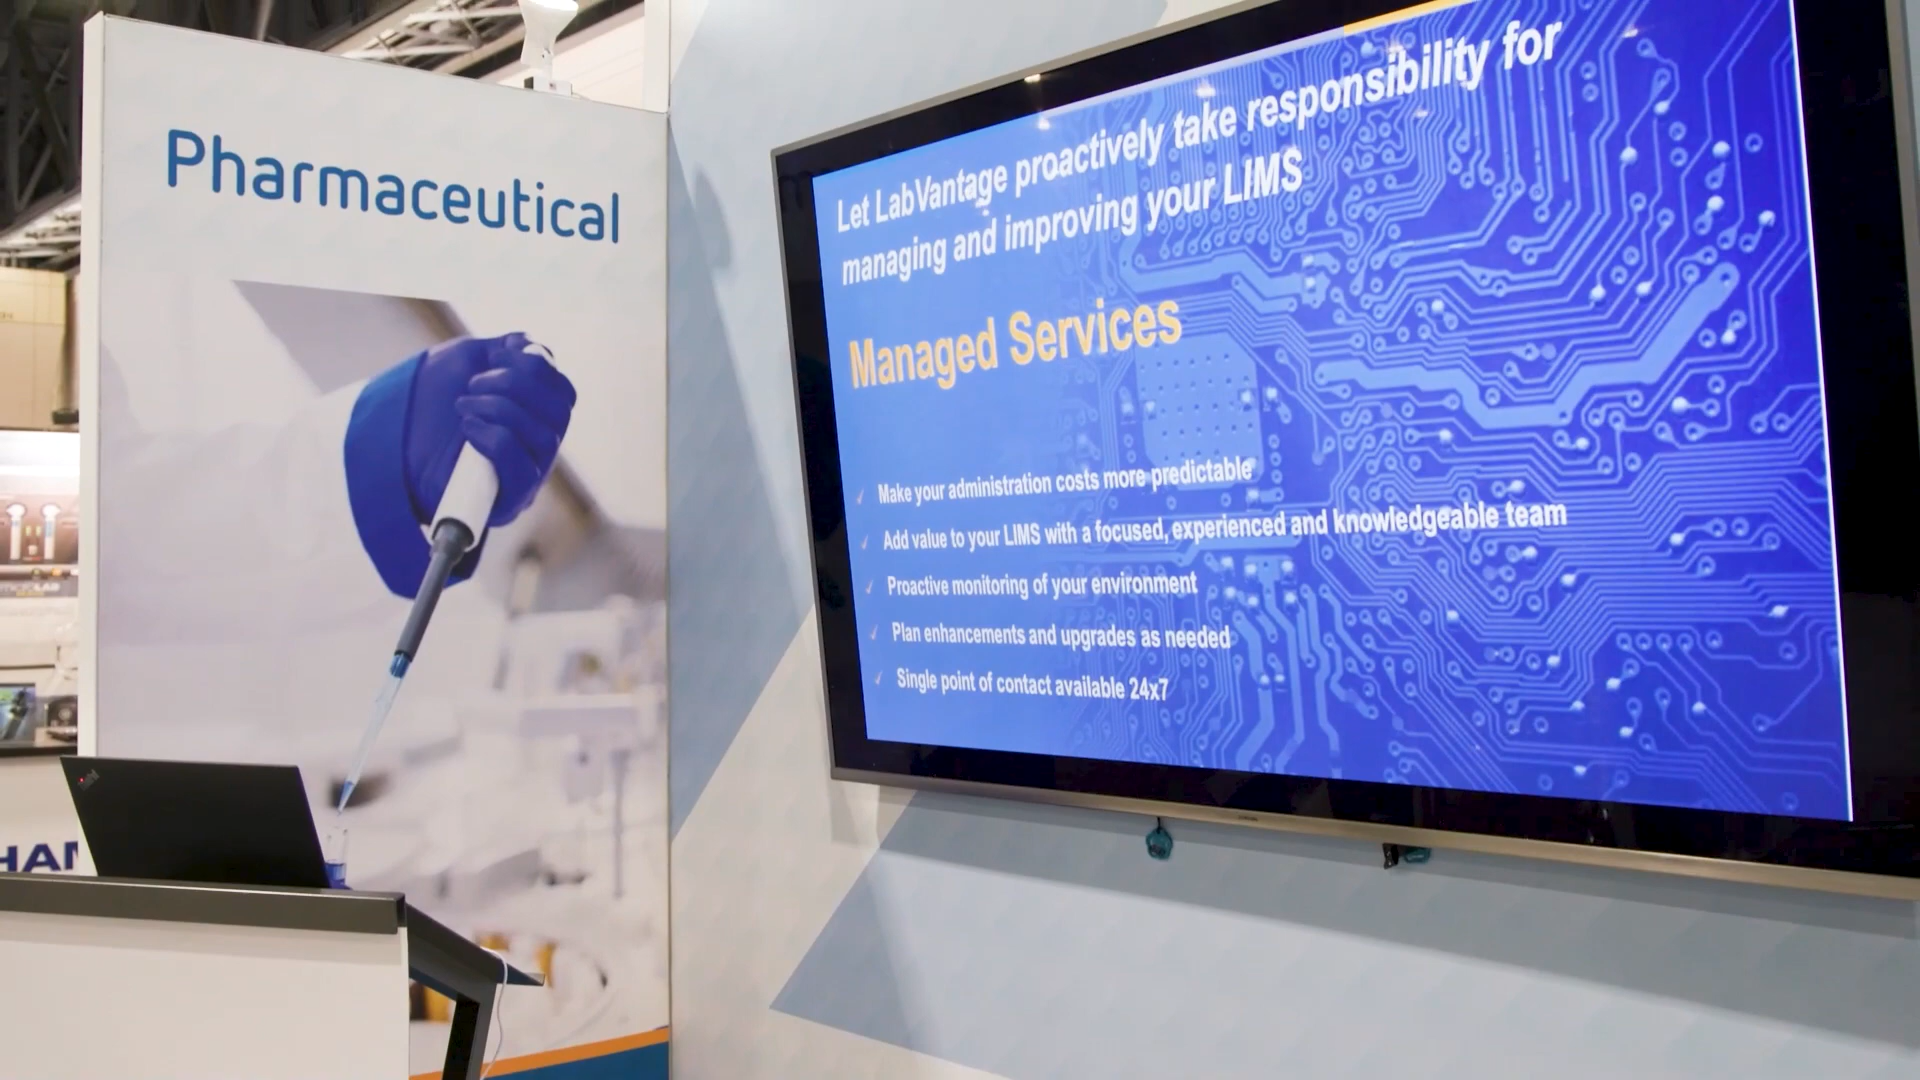 Pharmaceutical
Let LabVantage proactively take responsibility for
managing and improving your LIMS
Managed Services
Make your administration costs more predictable
Add value to your LIMS with a focused, experienced and knowledgeable team
Proactive monitoring of your environment
Plan enhancements and upgrades as needed
Single point of contact available 24x7
ThinkPad
HAN